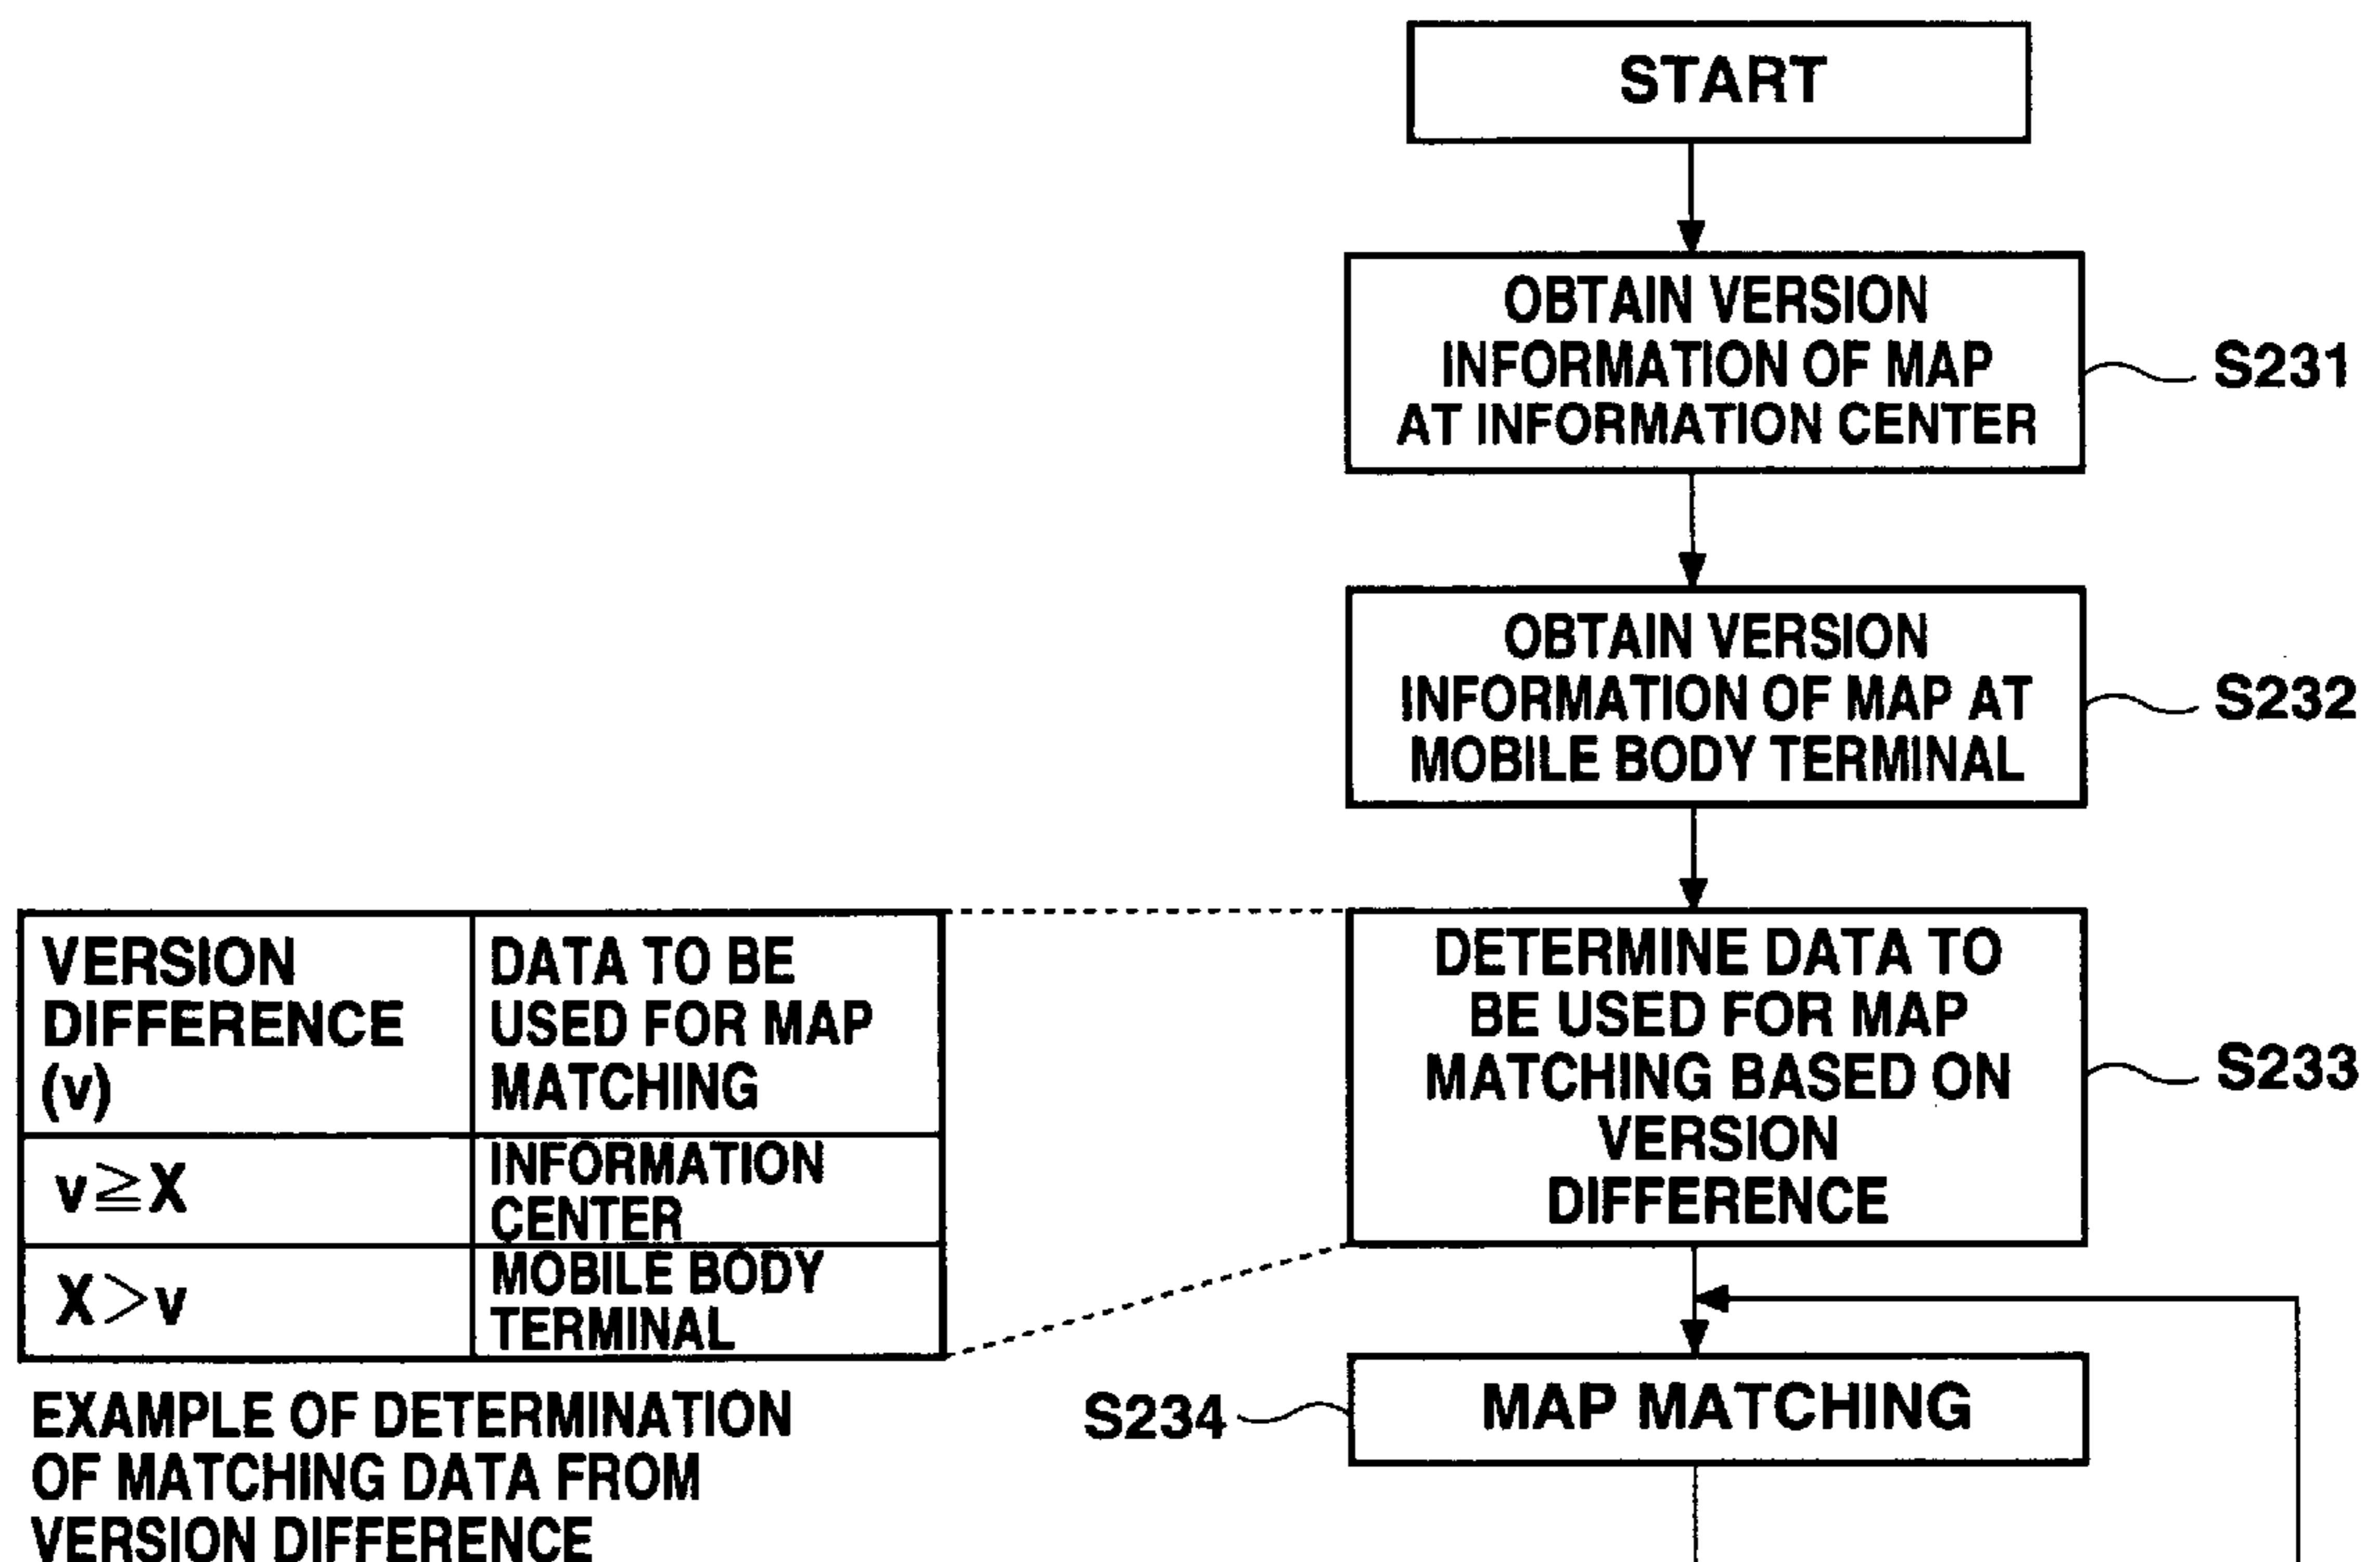 START
OBTAIN VERSION
INFORMATION OF MAP
AT INFORMATION CENTER
S231
OBTAIN VERSION
INFORMATION OF MAP AT
MOBILE BODY TERMINAL
S232
VERSION
DIFFERENCE
(v)
DATA TO BE
USED FOR MAP
MATCHING
v≧X
INFORMATION
CENTER
X>v
MOBILE BODY
TERMINAL
EXAMPLE OF DETERMINATION
OF MATCHING DATA FROM
VERSION DIFFERENCE
DETERMINE DATA TO
BE USED FOR MAP
MATCHING BASED ON
VERSION
DIFFERENCE
S233
S234
MAP MATCHING